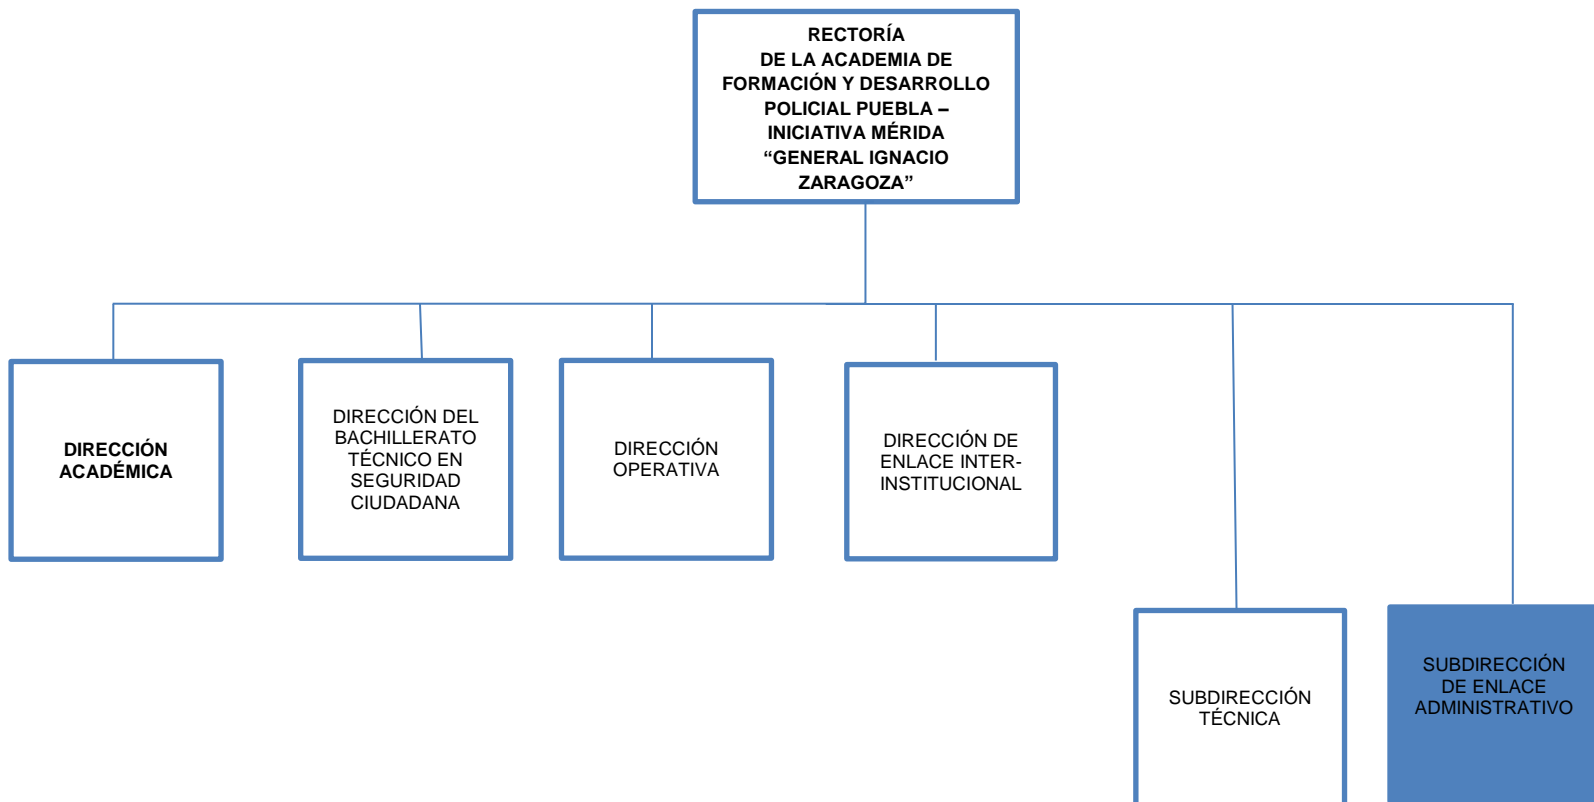 RECTORÍA
DE LA ACADEMIA DE
FORMACIÓN Y DESARROLLO
POLICIAL PUEBLA –
INICIATIVA MÉRIDA
“GENERAL IGNACIO
ZARAGOZA”
DIRECCIÓN
ACADÉMICA
DIRECCIÓN DEL
BACHILLERATO
TÉCNICO EN
SEGURIDAD
CIUDADANA
DIRECCIÓN
OPERATIVA
DIRECCIÓN DE
ENLACE INTER-
INSTITUCIONAL
SUBDIRECCIÓN
TÉCNICA
SUBDIRECCIÓN
DE ENLACE
ADMINISTRATIVO